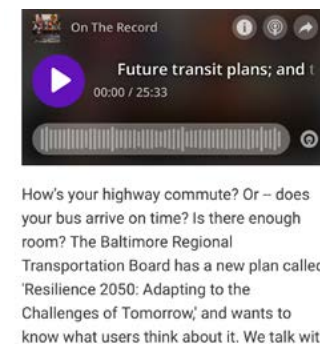 On The Record
Future transit plans; and t
00:00 / 25:33
How's your highway commute? Or -- does
your bus arrive on time? Is there enough
room? The Baltimore Regional
Transportation Board has a new plan called
'Resilience 2050: Adapting to the
Challenges of Tomorrow,' and wants to
know what users think about it. We talk wit